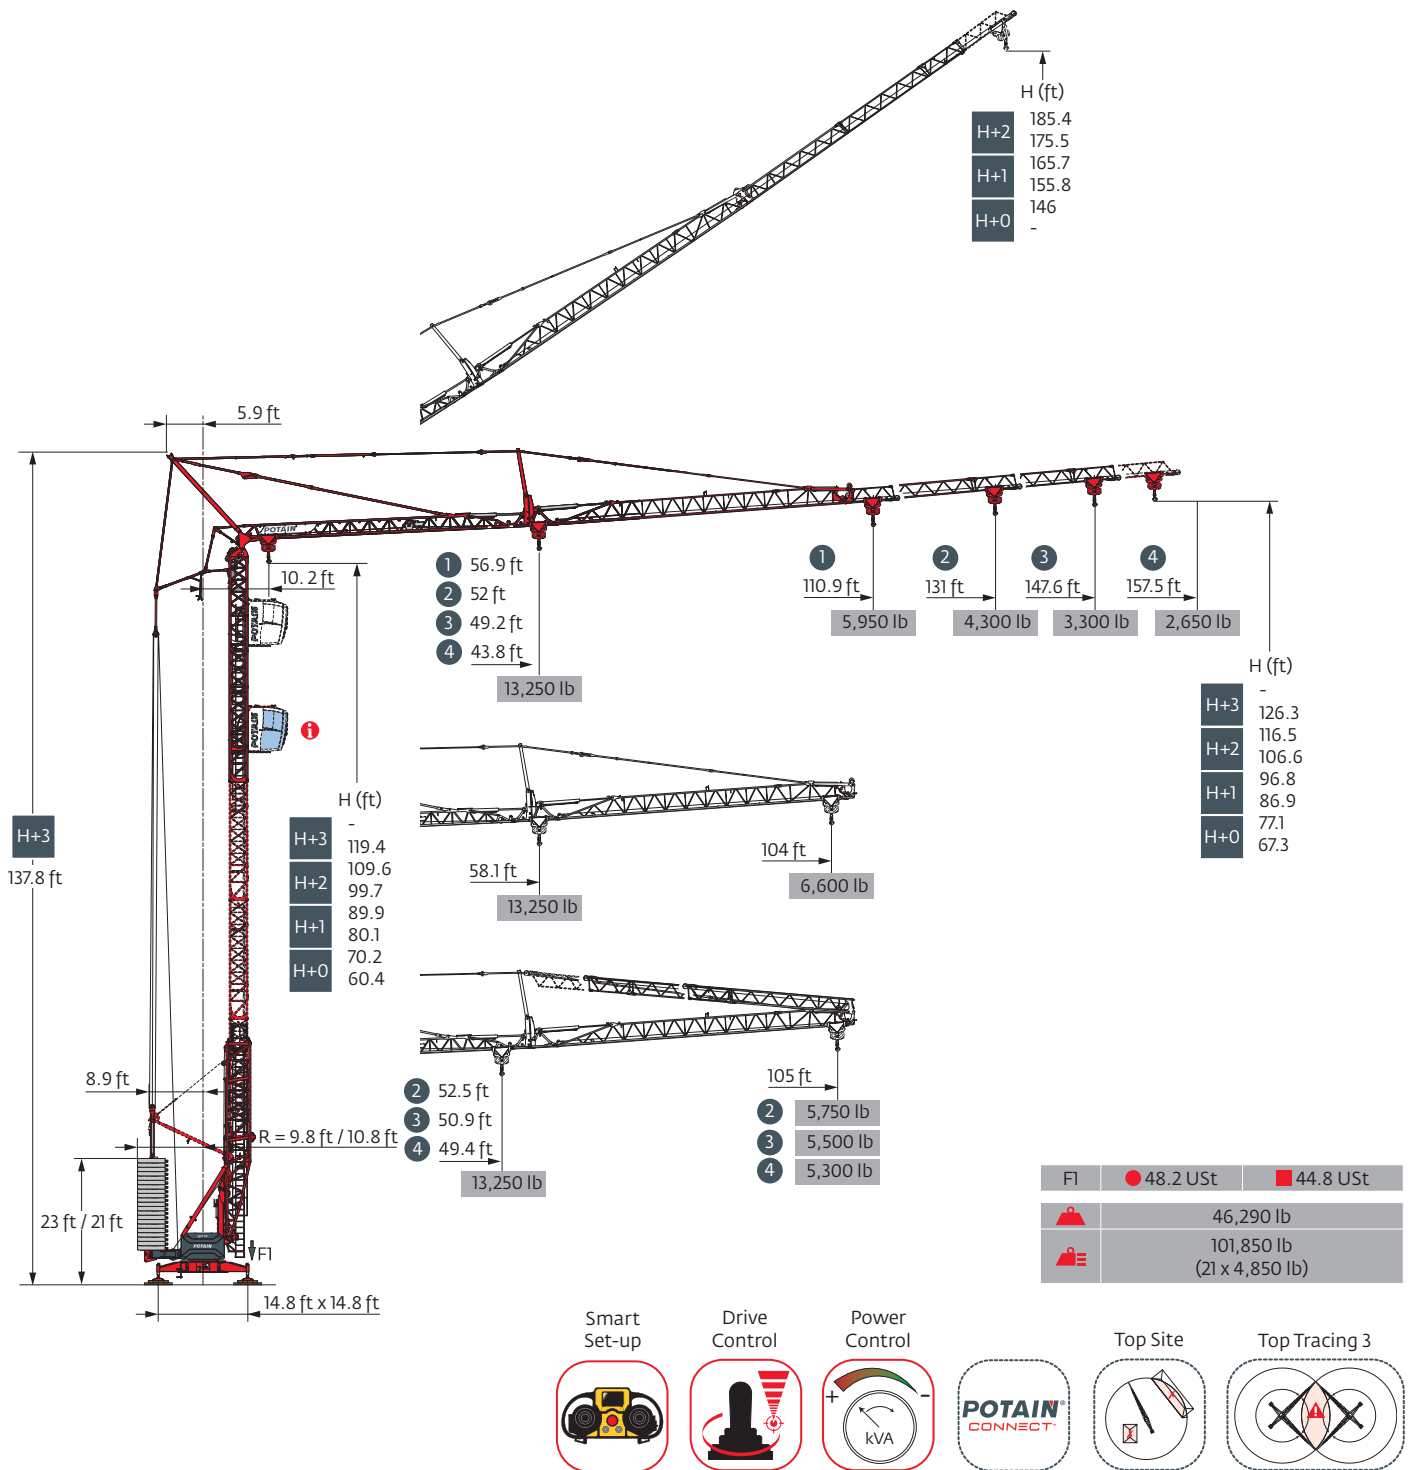 H (ft)
H+2
185.4
175.5
H+1
165.7
155.8
H+0
146
-
5.9 ft
POTAIN
10.2 ft
POTAIN
POTAIN
i
1 56.9 ft
2 52 ft
3 49.2 ft
4 43.8 ft
13,250 lb
1
110.9 ft
5,950 lb
2
131 ft
4,300 lb
3
147.6 ft
3,300 lb
4
157.5 ft
2,650 lb
H (ft)
-
H+3
126.3
116.5
H+2
106.6
96.8
H+1
86.9
77.1
H+0
67.3
H+3
137.8 ft
H (ft)
-
H+3
119.4
109.6
H+2
99.7
89.9
H+1
80.1
70.2
H+0
60.4
58.1 ft
13,250 lb
104 ft
6,600 lb
8.9 ft
R = 9.8 ft / 10.8 ft
23 ft / 21 ft
POTAIN
F1
14.8 ft x 14.8 ft
2 52.5 ft
3 50.9 ft
4 49.4 ft
13,250 lb
105 ft
2 5,750 lb
3 5,500 lb
4 5,300 lb
F1 48.2 USt 44.8 USt
46,290 lb
101,850 lb
(21 x 4,850 lb)
Smart
Set-up
Drive
Control
Power
Control
+ -
kVA
POTAIN®
CONNECT™
Top Site
Top Tracing 3